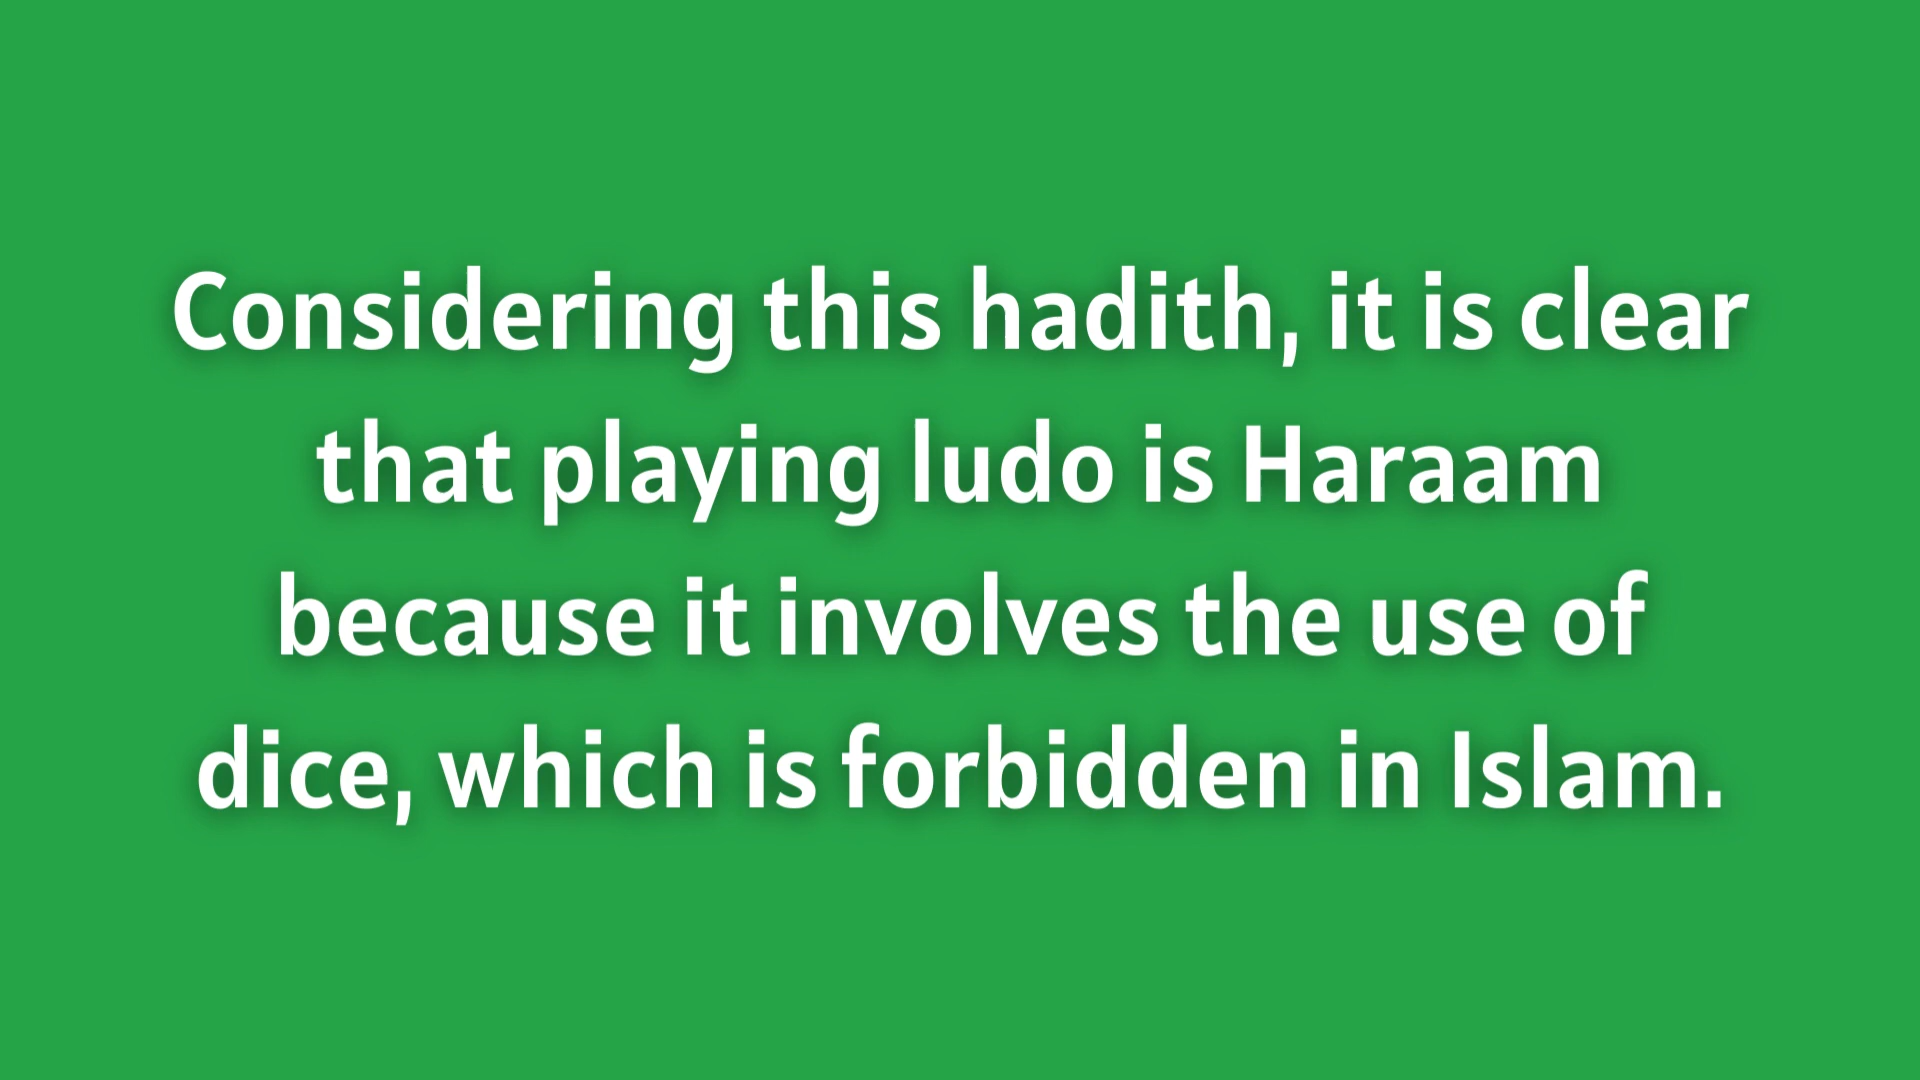 Considering this hadith, it is clear
that playing ludo is Haraam
because it involves the use of
dice, which is forbidden in Islam.